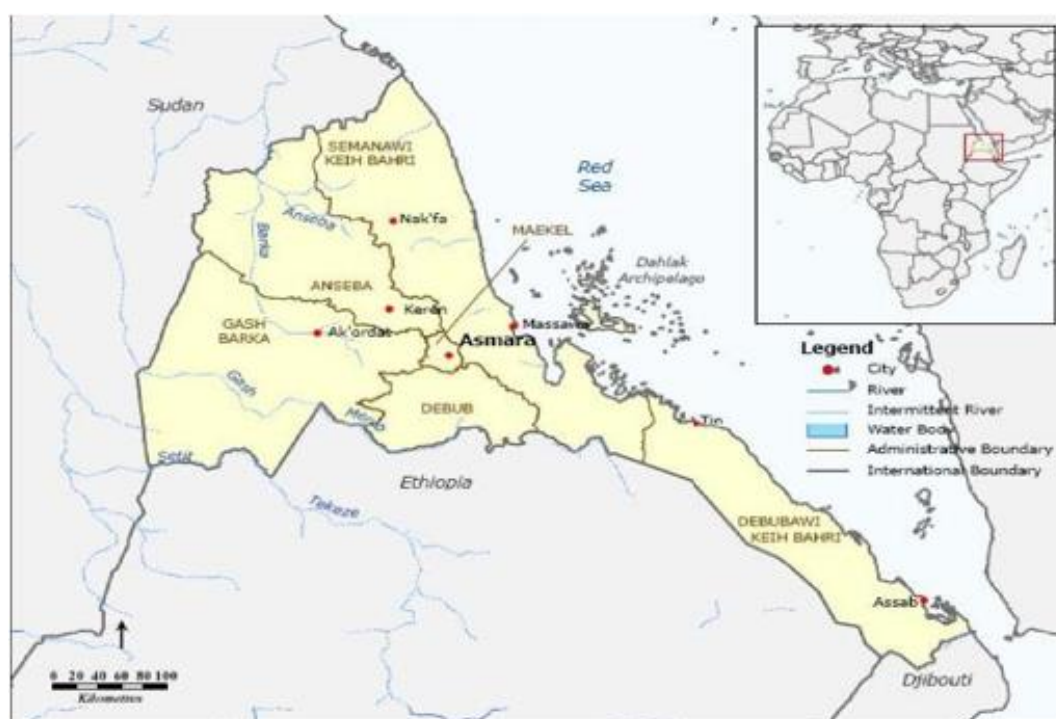 Sudan
SEMANAWI
KEIH BAHRI
Red
Sea
Nak'fa
Anseba
Barka
MAEKEL
Dahlak
Archipelago
ANSEBA
Keren
GASH
BARKA
Ak'ordat
Massawa
Asmara
Gash
DEBUB
Mereb
Tio
Setit
Ethiopia
Tekeze
DEBUBAWI
KEIH BAHRI
Assab
Djibouti
Legend
City
River
Intermittent River
Water Body
Administrative Boundary
International Boundary
0 20 40 60 80 100
Kilometres